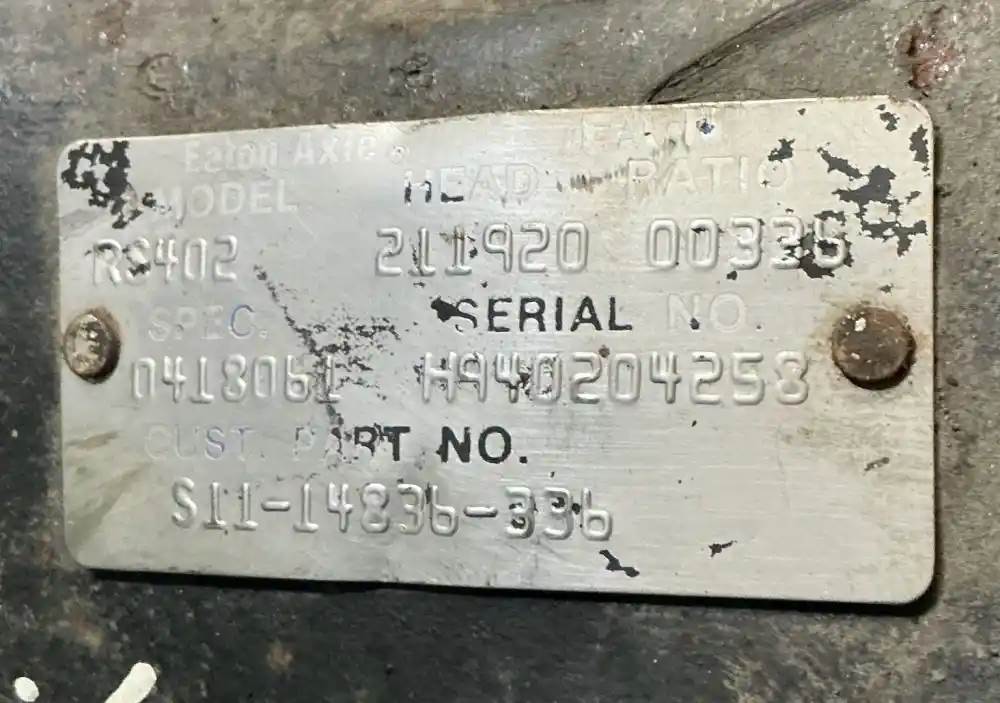 Eaton Axle GEAR
MODEL HEAD RATIO
RS402 211920 00336
SPEC. SERIAL NO.
0418061 H940204258
CUST. PART NO.
S11-14836-336